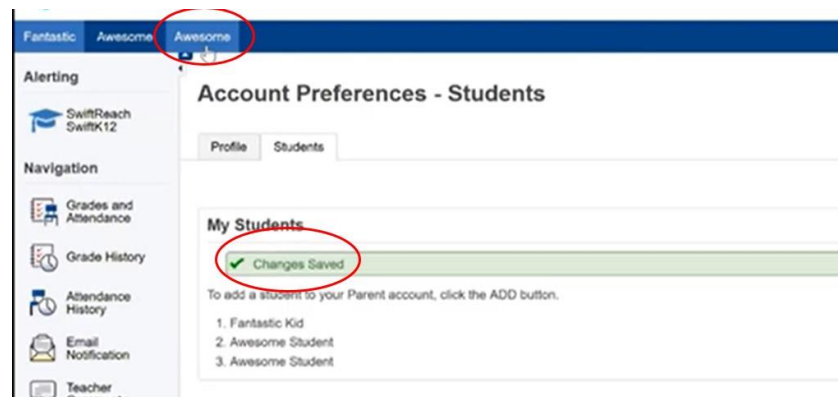 Fantastic Awesome Awesome
Alerting
SwiftReach
SwiftK12
Navigation
Grades and
Attendance
Grade History
Attendance
History
Email
Notification
Teacher
Account Preferences - Students
Profile Students
My Students
Changes Saved
To add a student to your Parent account, click the ADD button.
1. Fantastic Kid
2. Awesome Student
3. Awesome Student